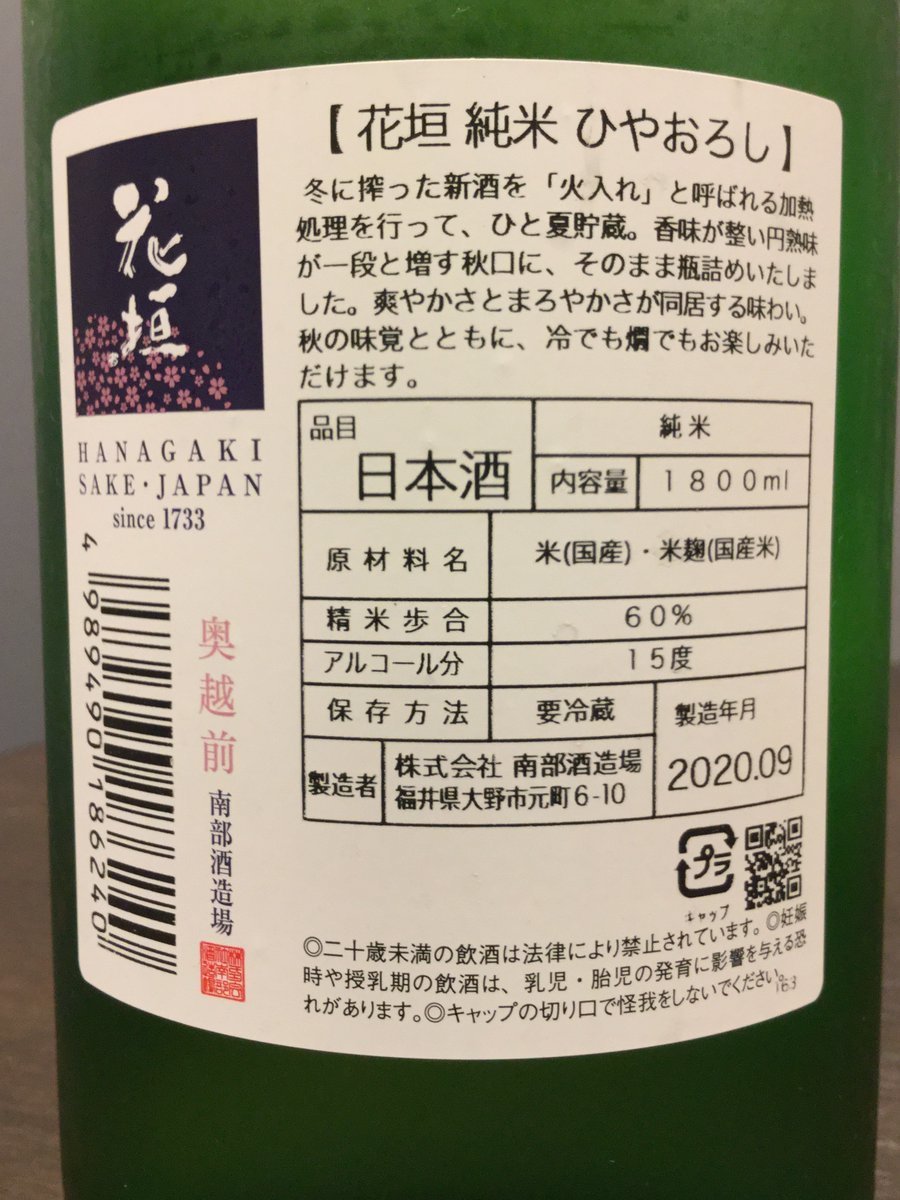 【花垣 純米 ひやおろし】
冬に搾った新酒を「火入れ」と呼ばれる加熱
処理を行って、ひと夏貯蔵。香味が整い円熟味
が一段と増す秋口に、そのまま瓶詰めいたしま
した。爽やかさとまろやかさが同居する味わい。
秋の味覚とともに、冷でも燗でもお楽しみいた
だけます。
花垣
HANAGAKI
SAKE・JAPAN
since 1733
4 989490 186240
奥越前
南部酒造場
品目
日本酒
純米
内容量 1800ml
原材料名 米(国産)・米麹(国産米)
精米歩合 60%
アルコール分 15度
保存方法 要冷蔵
製造年月
2020.09
製造者 株式会社 南部酒造場
福井県大野市元町6-10
プラ
キャップ
◎二十歳未満の飲酒は法律により禁止されています。◎妊娠
時や授乳期の飲酒は、乳児・胎児の発育に影響を与える恐
れがあります。◎キャップの切り口で怪我をしないでください。